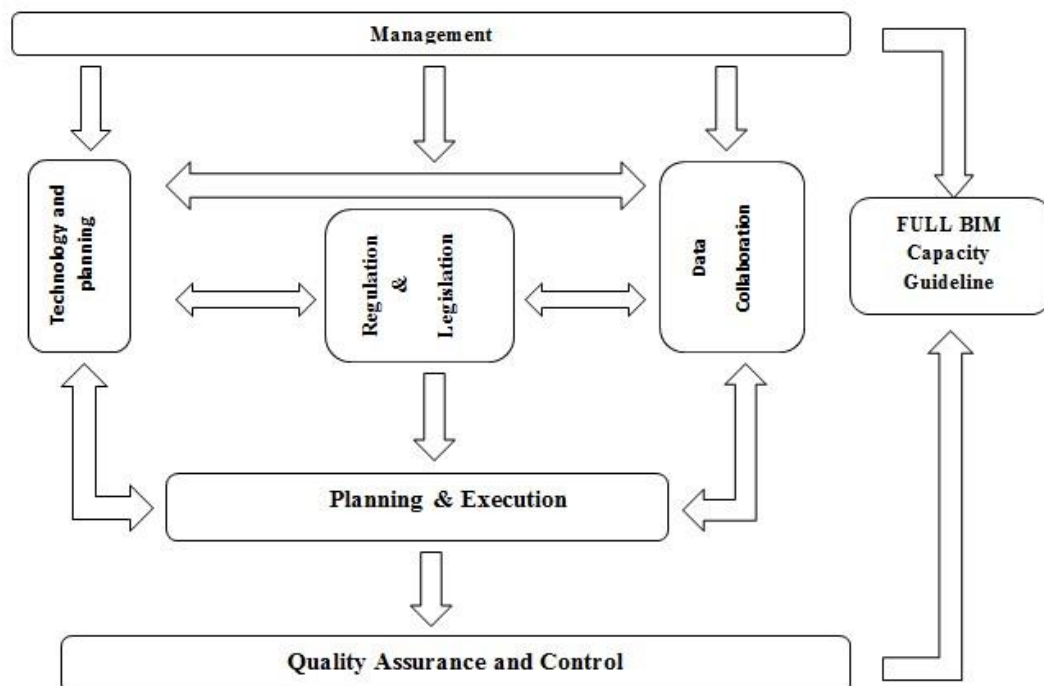 Management
Technology and
planning
Regulation
&
Legislation
Data
Collaboration
FULL BIM
Capacity
Guideline
Planning & Execution
Quality Assurance and Control